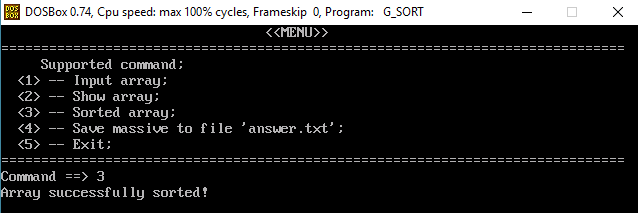 DOSBox 0.74, Cpu speed: max 100% cycles, Frameskip 0, Program: G_SORT
<<MENU>>
===============================================================================
Supported command;
<1> -- Input array;
<2> -- Show array;
<3> -- Sorted array;
<4> -- Save massive to file 'answer.txt';
<5> -- Exit;
===============================================================================
Command ==> 3
Array successfully sorted!